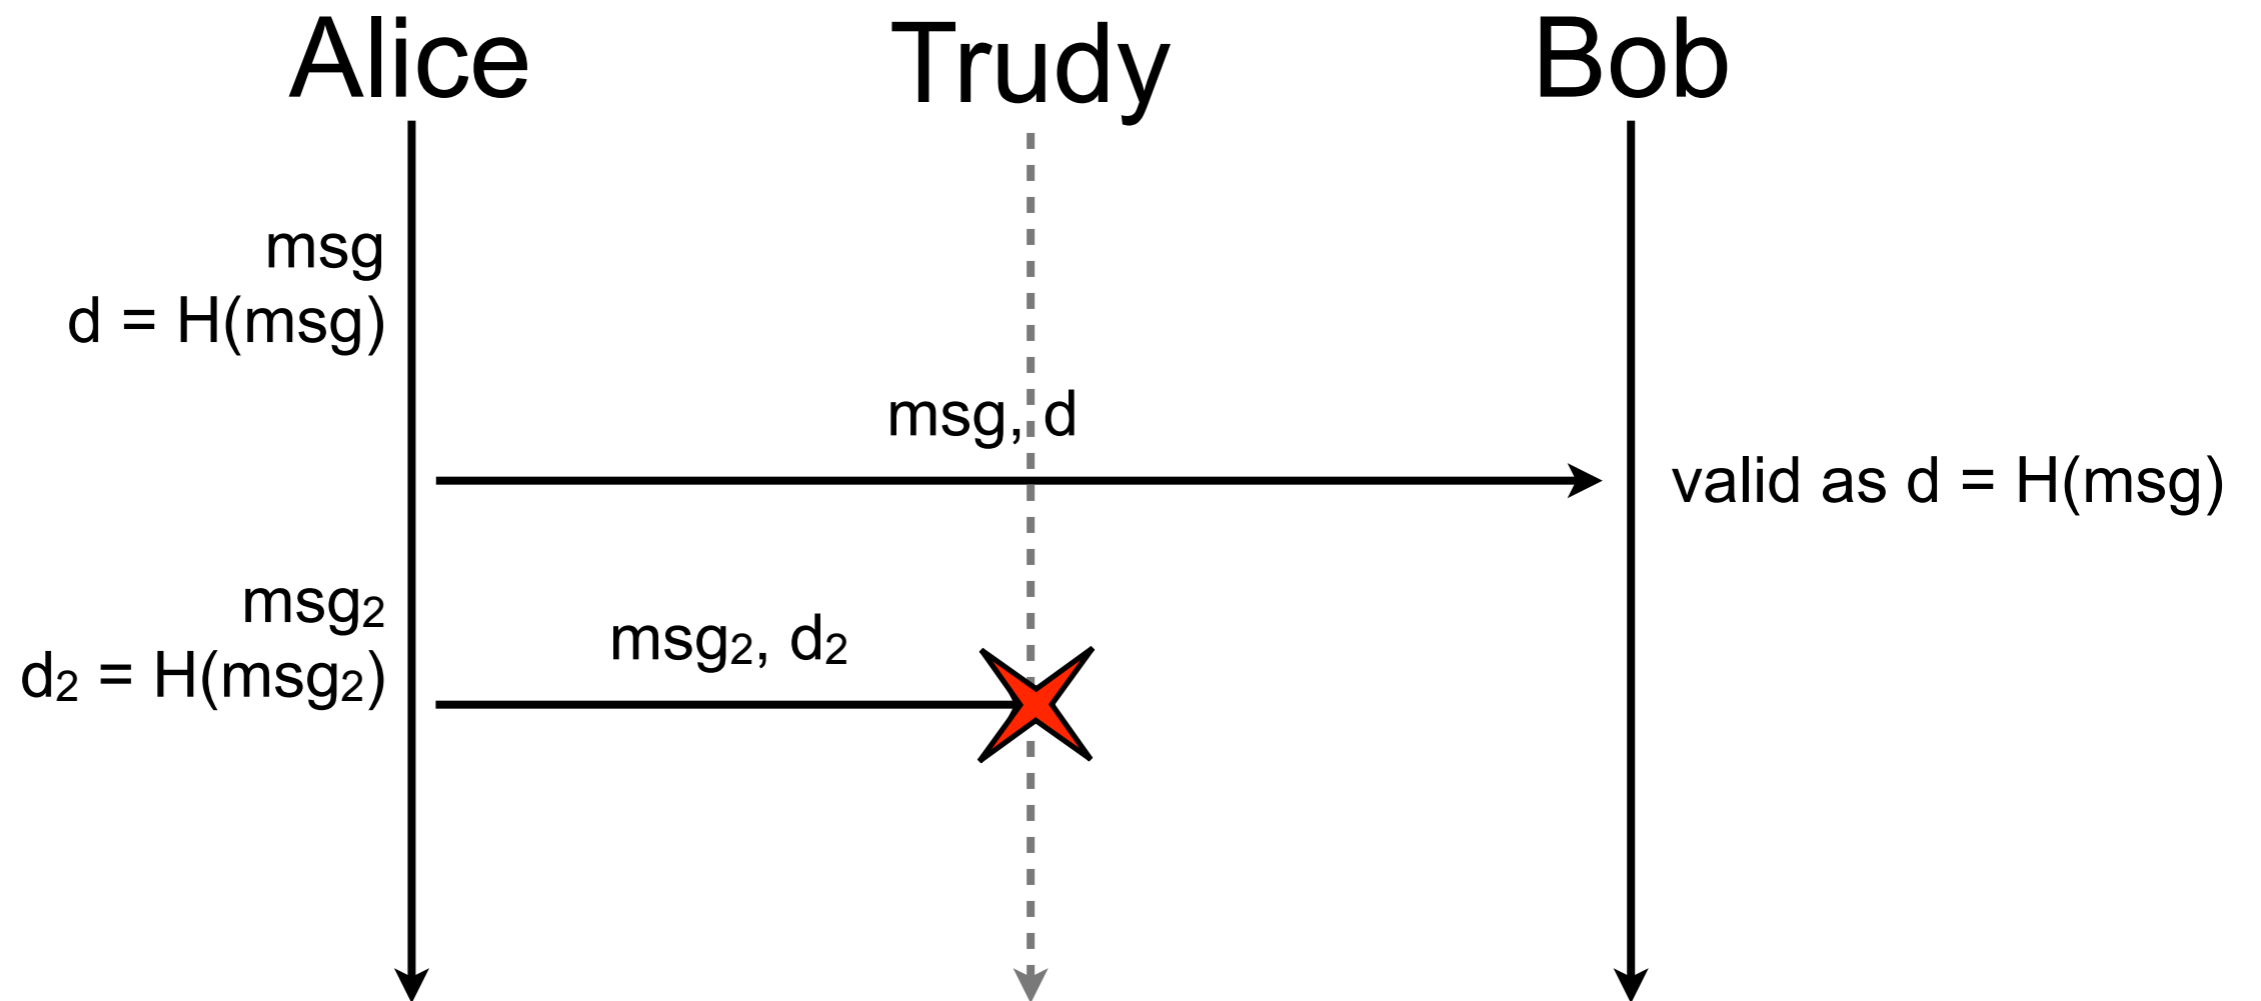 Alice
Trudy
Bob
msg
d = H(msg)
msg, d
valid as d = H(msg)
msg₂
d₂ = H(msg₂)
msg₂, d₂